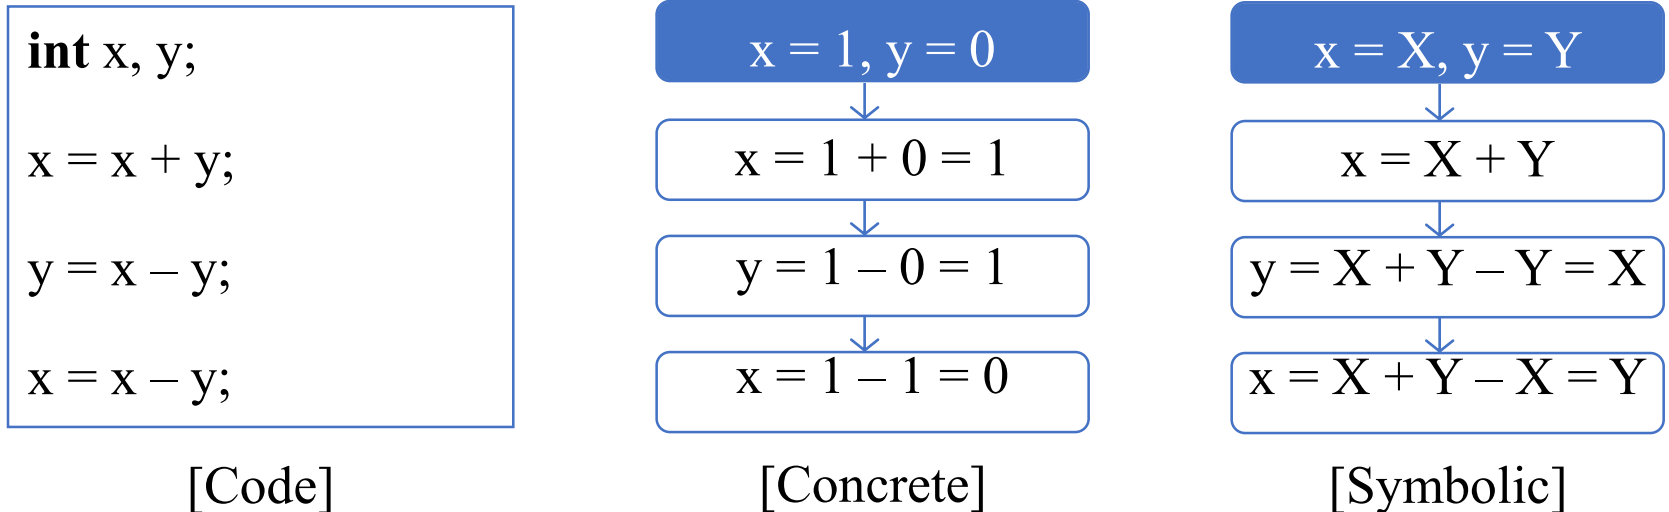 int x, y;
x = x + y;
y = x – y;
x = x – y;
[Code]
x = 1, y = 0
x = 1 + 0 = 1
y = 1 – 0 = 1
x = 1 – 1 = 0
[Concrete]
x = X, y = Y
x = X + Y
y = X + Y – Y = X
x = X + Y – X = Y
[Symbolic]